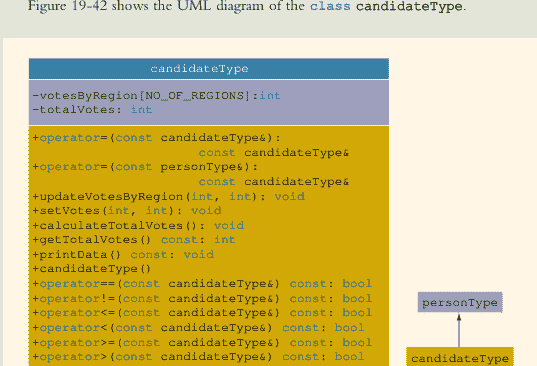 Figure 19-42 shows the UML diagram of the class candidateType.
candidateType
-votesByRegion[NO_OF_REGIONS]:int
-totalVotes: int
+operator=(const candidateType&):
const candidateType&
+operator=(const personType&):
const candidateType&
+updateVotesByRegion(int, int): void
+setVotes(int, int): void
+calculateTotalVotes(): void
+getTotalVotes() const: int
+printData() const: void
+candidateType()
+operator==(const candidateType&) const: bool
+operator!=(const candidateType&) const: bool
+operator<=(const candidateType&) const: bool
+operator<(const candidateType&) const: bool
+operator>=(const candidateType&) const: bool
+operator>(const candidateType&) const: bool
personType
candidateType